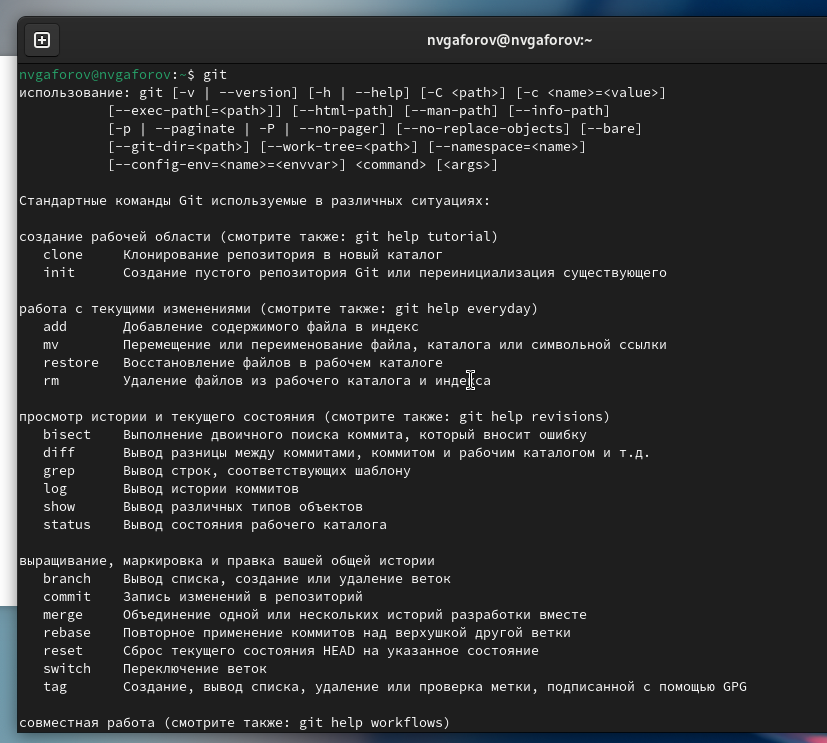 nvgaforov@nvgaforov:~
nvgaforov@nvgaforov:~$ git
использование: git [-v | --version] [-h | --help] [-C <path>] [-c <name>=<value>]
[--exec-path[=<path>]] [--html-path] [--man-path] [--info-path]
[-p | --paginate | -P | --no-pager] [--no-replace-objects] [--bare]
[--git-dir=<path>] [--work-tree=<path>] [--namespace=<name>]
[--config-env=<name>=<envvar>] <command> [<args>]
Стандартные команды Git используемые в различных ситуациях:
создание рабочей области (смотрите также: git help tutorial)
clone Клонирование репозитория в новый каталог
init Создание пустого репозитория Git или переинициализация существующего
работа с текущими изменениями (смотрите также: git help everyday)
add Добавление содержимого файла в индекс
mv Перемещение или переименование файла, каталога или символьной ссылки
restore Восстановление файлов в рабочем каталоге
rm Удаление файлов из рабочего каталога и индекса
просмотр истории и текущего состояния (смотрите также: git help revisions)
bisect Выполнение двоичного поиска коммита, который вносит ошибку
diff Вывод разницы между коммитами, коммитом и рабочим каталогом и т.д.
grep Вывод строк, соответствующих шаблону
log Вывод истории коммитов
show Вывод различных типов объектов
status Вывод состояния рабочего каталога
выращивание, маркировка и правка вашей общей истории
branch Вывод списка, создание или удаление веток
commit Запись изменений в репозиторий
merge Объединение одной или нескольких историй разработки вместе
rebase Повторное применение коммитов над верхушкой другой ветки
reset Сброс текущего состояния HEAD на указанное состояние
switch Переключение веток
tag Создание, вывод списка, удаление или проверка метки, подписанной с помощью GPG
совместная работа (смотрите также: git help workflows)